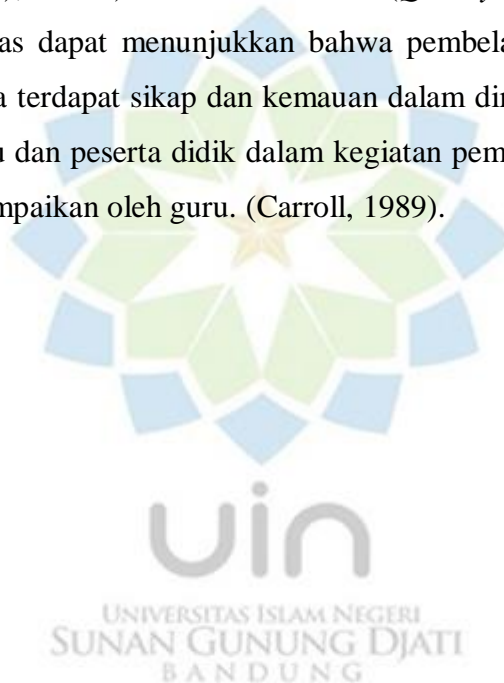 as dapat menunjukkan bahwa pembela
terdapat sikap dan kemauan dalam di
dan peserta didik dalam kegiatan pem
mpaikan oleh guru. (Carroll, 1989).
uin
UNIVERSITAS ISLAM NEGERI
SUNAN GUNUNG DJATI
BANDUNG